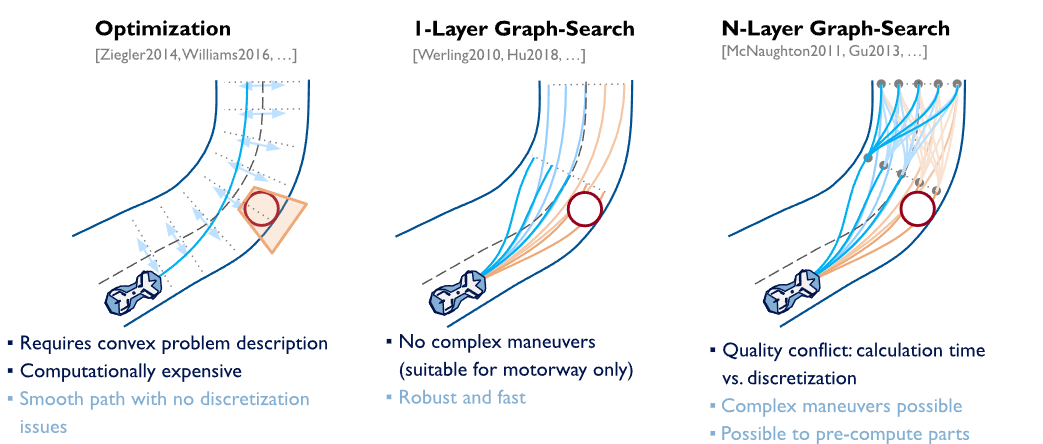 Optimization
[Ziegler2014, Williams2016, ...]
▪ Requires convex problem description
▪ Computationally expensive
▪ Smooth path with no discretization
issues
1-Layer Graph-Search
[Werling2010, Hu2018, ...]
▪ No complex maneuvers
(suitable for motorway only)
▪ Robust and fast
N-Layer Graph-Search
[McNaughton2011, Gu2013, ...]
▪ Quality conflict: calculation time
vs. discretization
▪ Complex maneuvers possible
▪ Possible to pre-compute parts